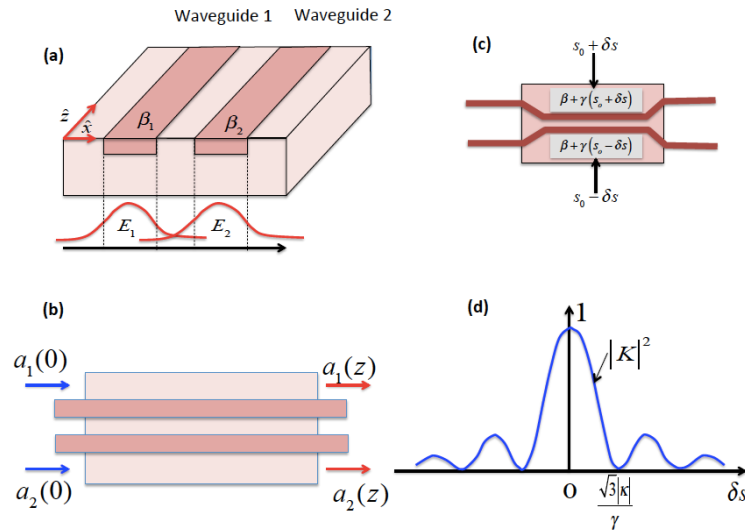 Waveguide 1 Waveguide 2
(a)
ẑ
x̂
β₁
β₂
E₁
E₂
(b)
a₁(0)
a₁(z)
a₂(0)
a₂(z)
(c)
s₀ + δs
β + γ(sₒ + δs)
β + γ(sₒ − δs)
s₀ − δs
(d)
1
|K|²
O
√3|κ|
γ
δs